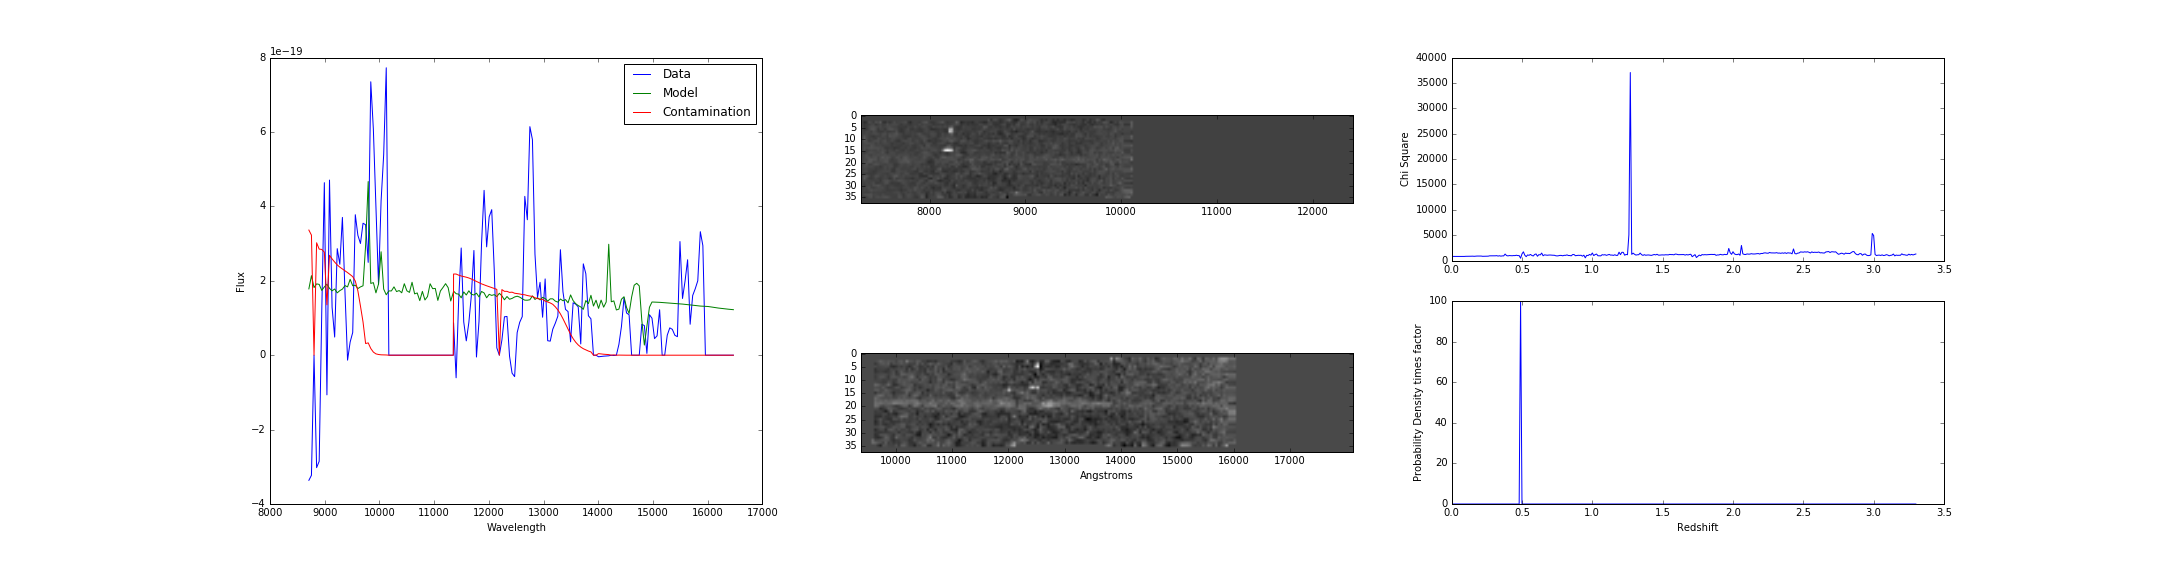 1e−19
8
6
4
2
0
−2
−4
8000 9000 10000 11000 12000 13000 14000 15000 16000 17000
Wavelength
Flux
Data
Model
Contamination
0
5
10
15
20
25
30
35
8000 9000 10000 11000 12000
0
5
10
15
20
25
30
35
10000 11000 12000 13000 14000 15000 16000 17000
Angstroms
40000
35000
30000
25000
20000
15000
10000
5000
0
0.0 0.5 1.0 1.5 2.0 2.5 3.0 3.5
Chi Square
100
80
60
40
20
0
0.0 0.5 1.0 1.5 2.0 2.5 3.0 3.5
Redshift
Probability Density times factor